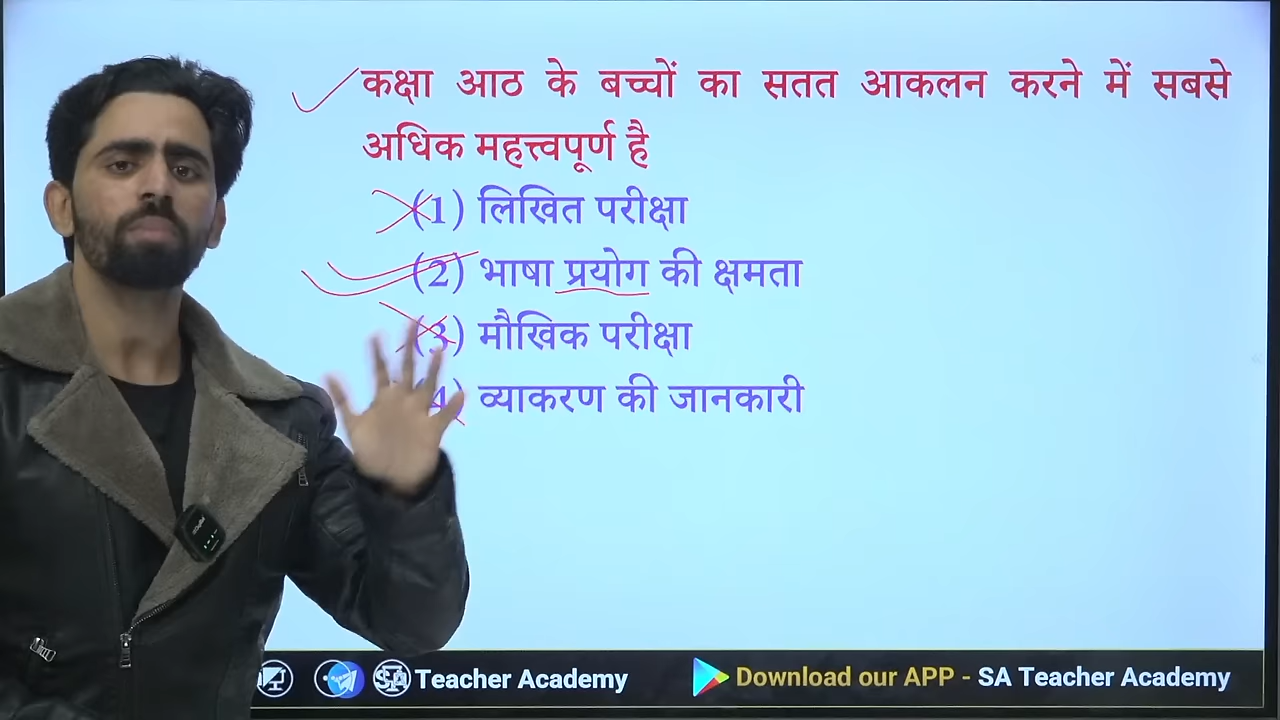 कक्षा आठ के बच्चों का सतत आकलन करने में सबसे
अधिक महत्त्वपूर्ण है
(1) लिखित परीक्षा
(2) भाषा प्रयोग की क्षमता
(3) मौखिक परीक्षा
(4) व्याकरण की जानकारी
SA Teacher Academy
Download our APP - SA Teacher Academy